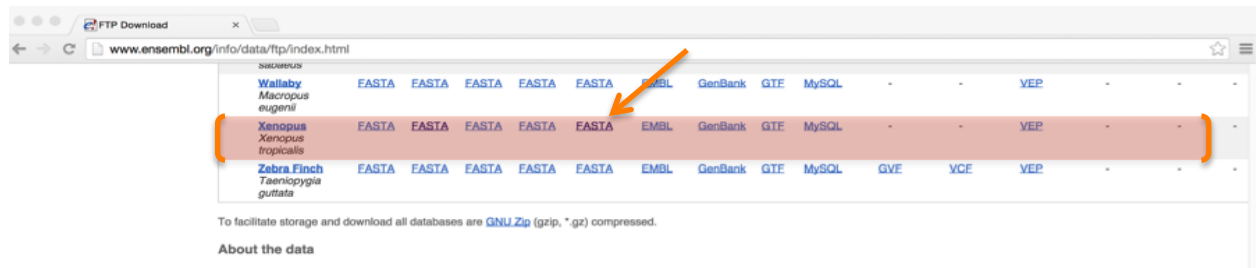 FTP Download
www.ensembl.org/info/data/ftp/index.html
sabaeus
Wallaby FASTA FASTA FASTA FASTA FASTA EMBL GenBank GTF MySQL - - VEP - - -
Macropus
eugenii
Xenopus FASTA FASTA FASTA FASTA FASTA EMBL GenBank GTF MySQL - - VEP - - -
Xenopus
tropicalis
Zebra Finch FASTA FASTA FASTA FASTA FASTA EMBL GenBank GTF MySQL GVF VCF VEP - - -
Taeniopygia
guttata
To facilitate storage and download all databases are GNU Zip (gzip, *.gz) compressed.
About the data